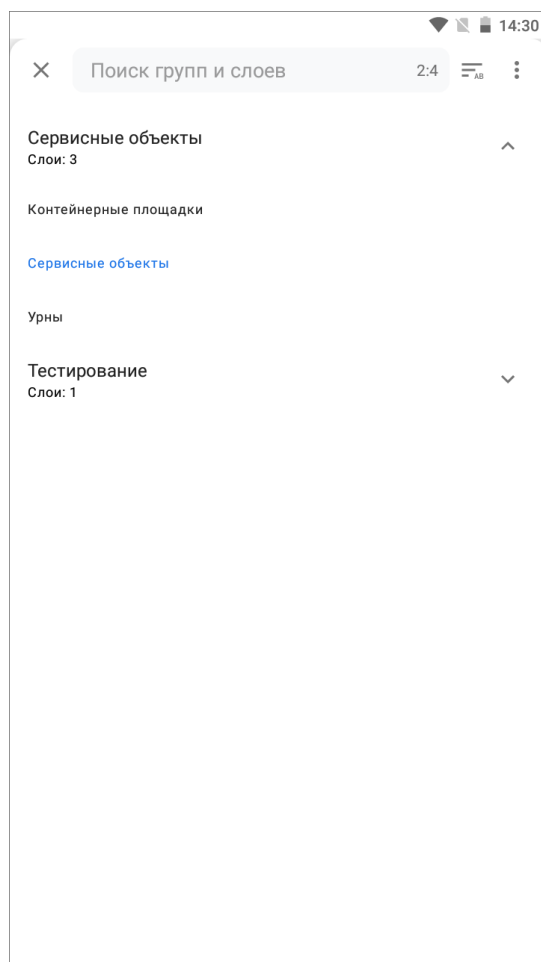 14:30
Поиск групп и слоев 2:4 AB
Сервисные объекты
Слои: 3
Контейнерные площадки
Сервисные объекты
Урны
Тестирование
Слои: 1